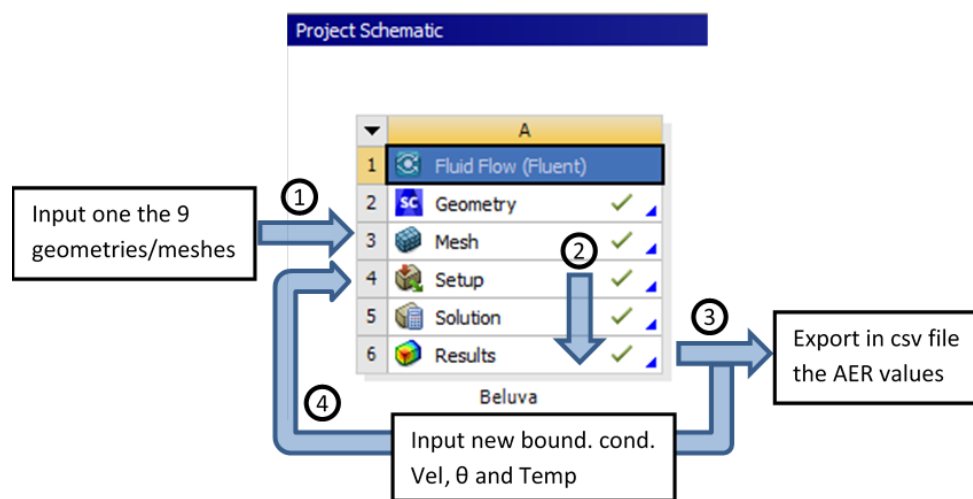 Project Schematic
A
1 Fluid Flow (Fluent)
2 SC Geometry
3 Mesh
4 Setup
5 Solution
6 Results
Beluva
1
Input one the 9
geometries/meshes
2
3
Export in csv file
the AER values
4
Input new bound. cond.
Vel, θ and Temp